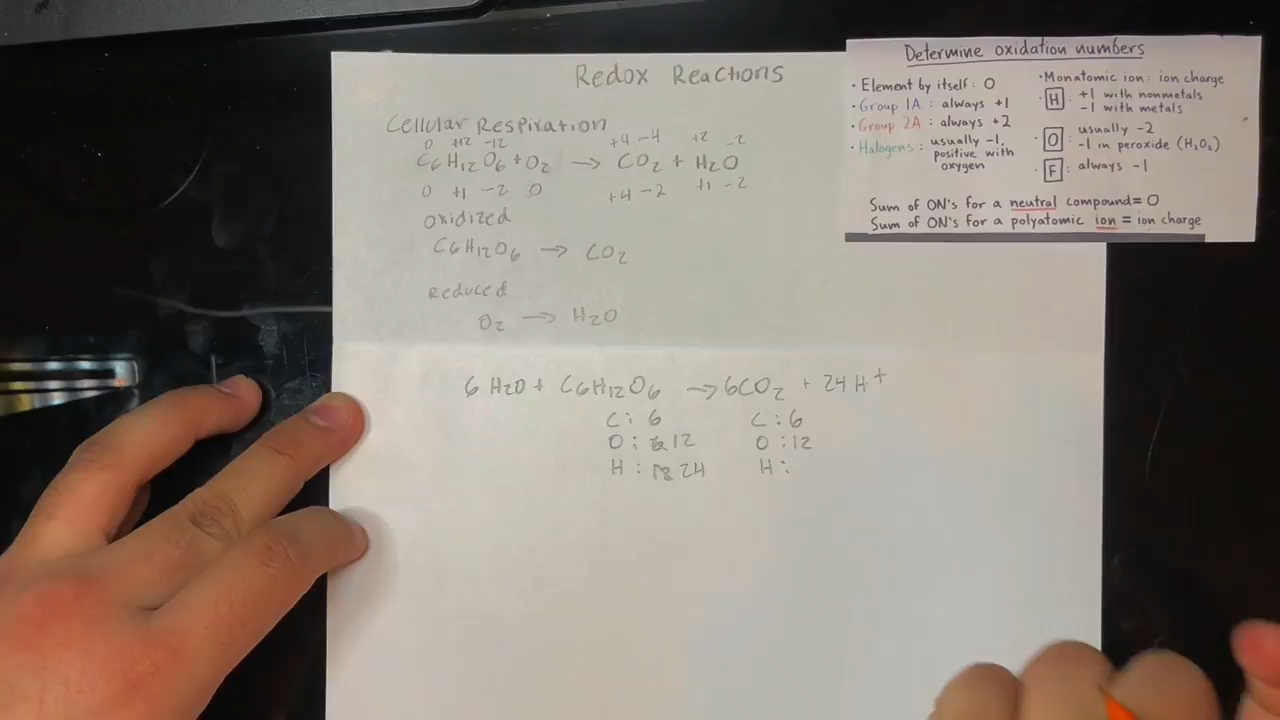 Redox Reactions
Cellular Respiration
0 +12 -12 +4 -4 +2 -2
C6H12O6 + O2 → CO2 + H2O
0 +1 -2 0 +4 -2 +1 -2
Oxidized
C6H12O6 → CO2
Reduced
O2 → H2O
6 H2O + C6H12O6 → 6CO2 + 24 H+
C: 6 C: 6
O: 12 O: 12
H: 24 H:
Determine oxidation numbers
• Element by itself: 0
• Group 1A: always +1
• Group 2A: always +2
• Halogens: usually -1,
positive with
oxygen
• Monatomic ion: ion charge
• H: +1 with nonmetals
-1 with metals
• O: usually -2
-1 in peroxide (H2O2)
• F: always -1
Sum of ON's for a neutral compound= 0
Sum of ON's for a polyatomic ion = ion charge